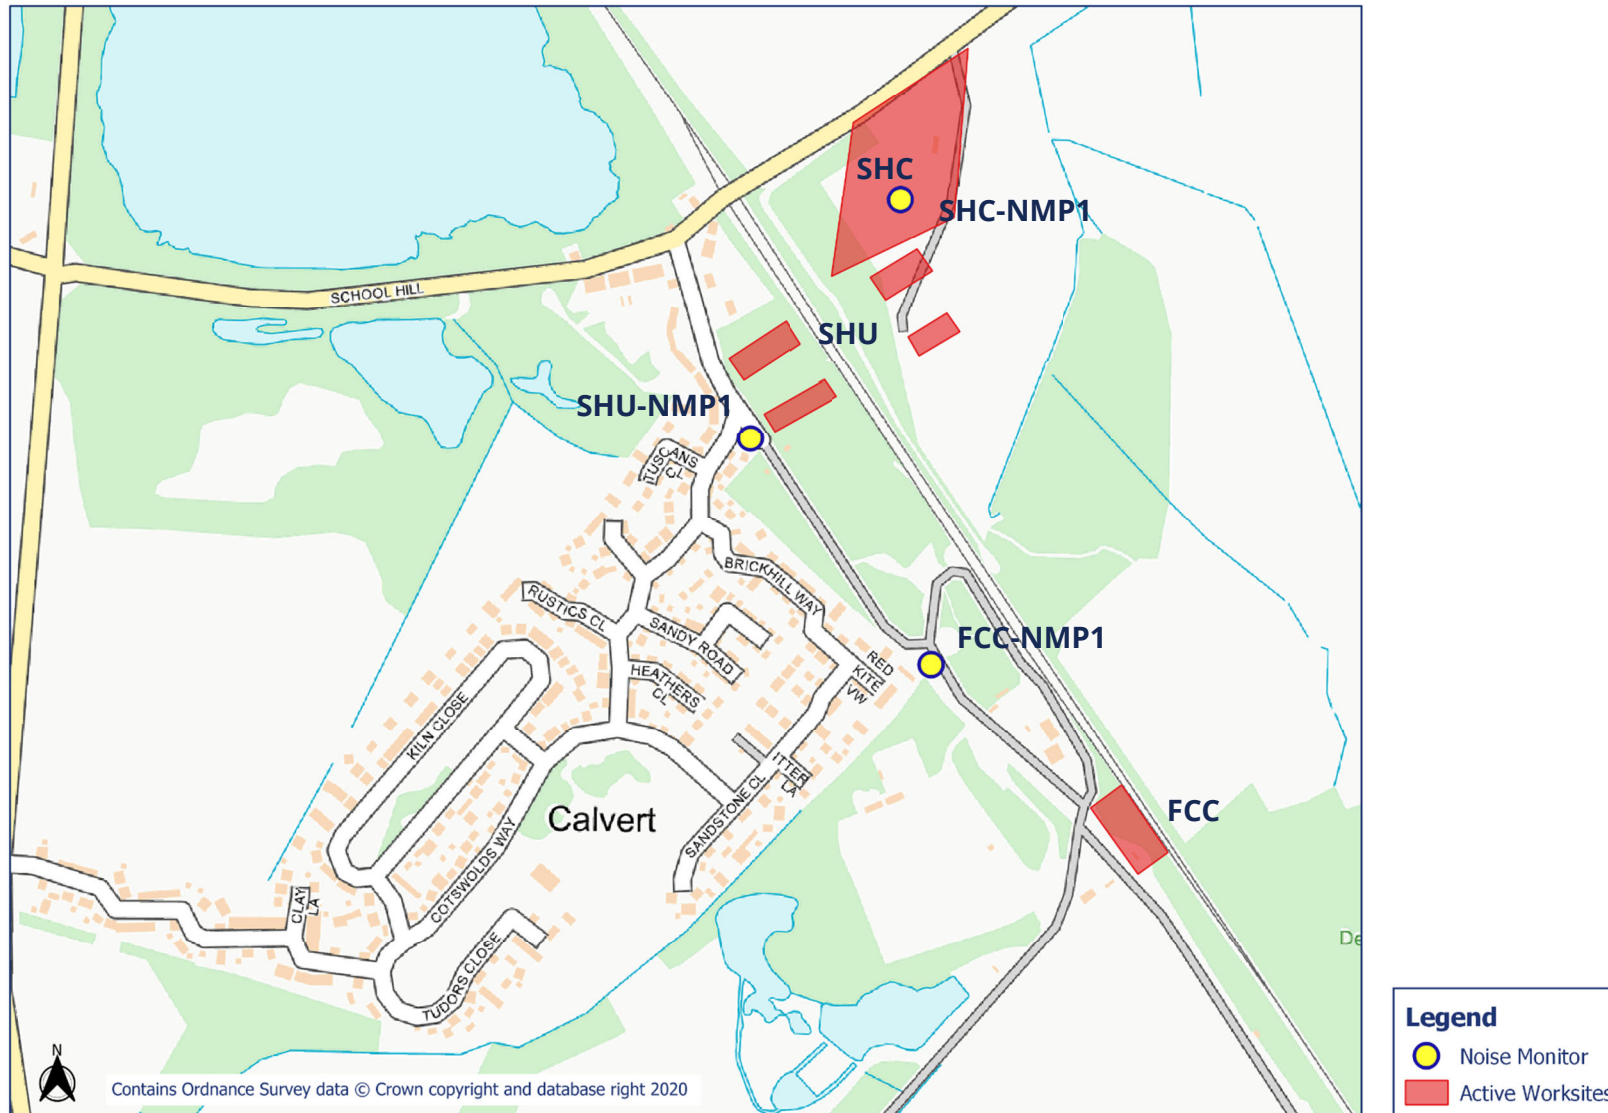 SHC
SHC-NMP1
SCHOOL HILL
SHU
SHU-NMP1
TUSCANS
CL
BRICKHILL WAY
RUSTICS CL
SANDY ROAD
FCC-NMP1
RED
KITE
VW
HEATHERS
CL
KILN CLOSE
ITTER
LA
SANDSTONE CL
Calvert
FCC
COTSWOLDS WAY
CLAY
LA
TUDORS CLOSE
De
N
Contains Ordnance Survey data © Crown copyright and database right 2020
Legend
Noise Monitor
Active Worksites